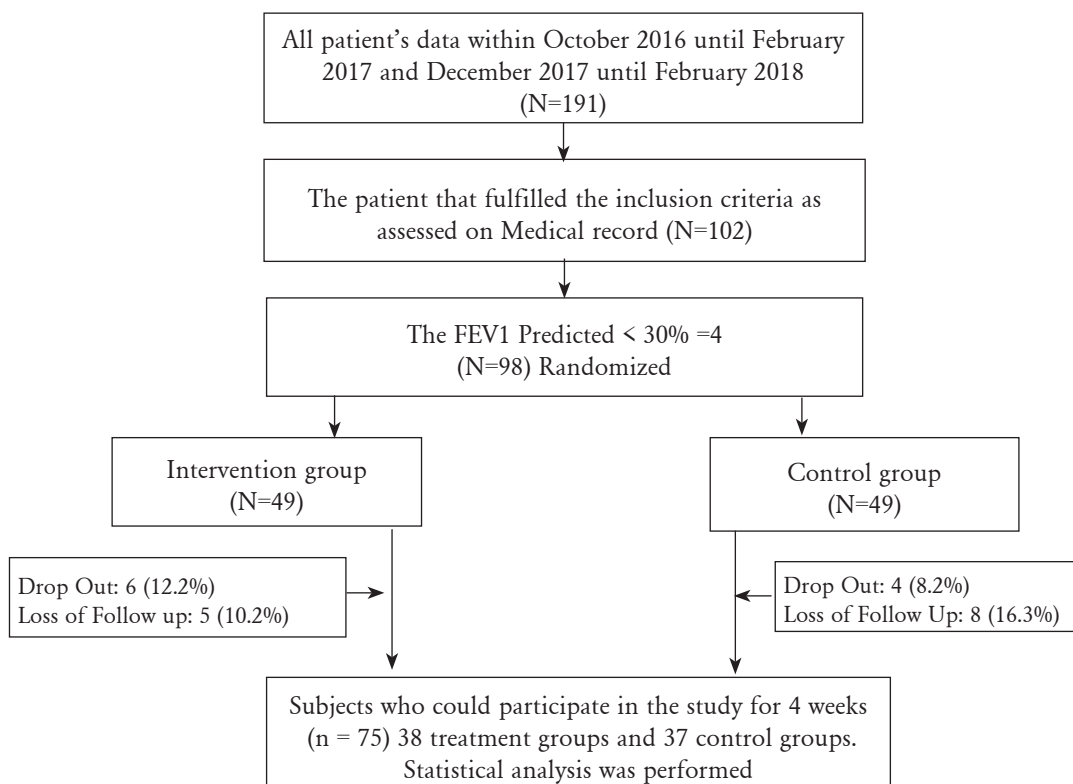 All patient's data within October 2016 until February
2017 and December 2017 until February 2018
(N=191)
The patient that fulfilled the inclusion criteria as
assessed on Medical record (N=102)
The FEV1 Predicted < 30% =4
(N=98) Randomized
Intervention group
(N=49)
Control group
(N=49)
Drop Out: 6 (12.2%)
Loss of Follow up: 5 (10.2%)
Drop Out: 4 (8.2%)
Loss of Follow Up: 8 (16.3%)
Subjects who could participate in the study for 4 weeks
(n = 75) 38 treatment groups and 37 control groups.
Statistical analysis was performed